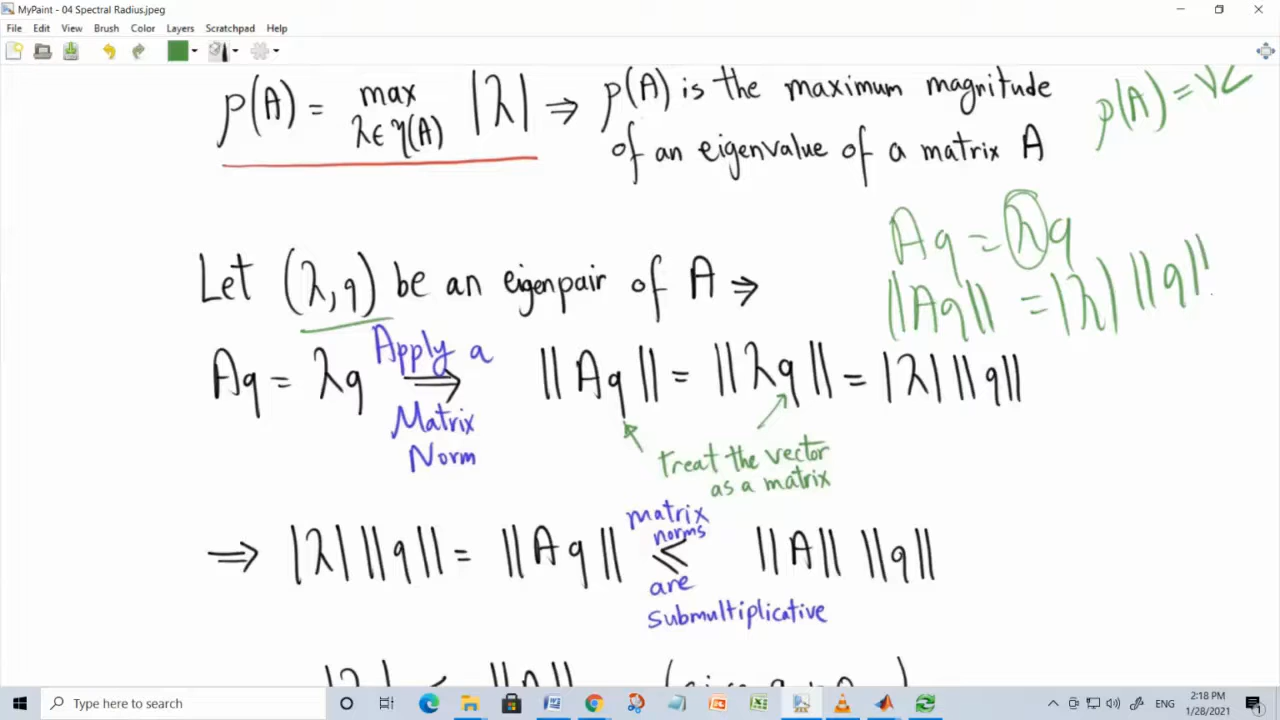 MyPaint - 04 Spectral Radius.jpeg
File Edit View Brush Color Layers Scratchpad Help
ρ(A) = max |λ| ⇒ ρ(A) is the maximum magnitude
λ∈η(A)
of an eigenvalue of a matrix A
ρ(A) = √2
Aq = λq
||Aq|| = |λ| ||q||
Let (λ,q) be an eigenpair of A ⇒
Aq = λq Apply a ⇒ Matrix Norm ||Aq|| = ||λq|| = |λ| ||q||
treat the vector
as a matrix
⇒ |λ| ||q|| = ||Aq|| ≤ ||A|| ||q||
matrix
norms
are
submultiplicative
Type here to search
2:18 PM
1/28/2021